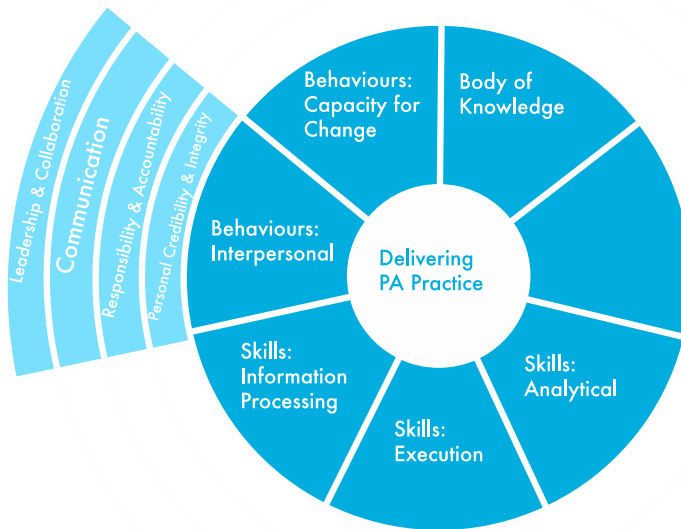 Leadership & Collaboration
Communication
Responsibility & Accountability
Personal Credibility & Integrity
Behaviours:
Capacity for
Change
Body of
Knowledge
Behaviours:
Interpersonal
Delivering
PA Practice
Skills:
Information
Processing
Skills:
Execution
Skills:
Analytical